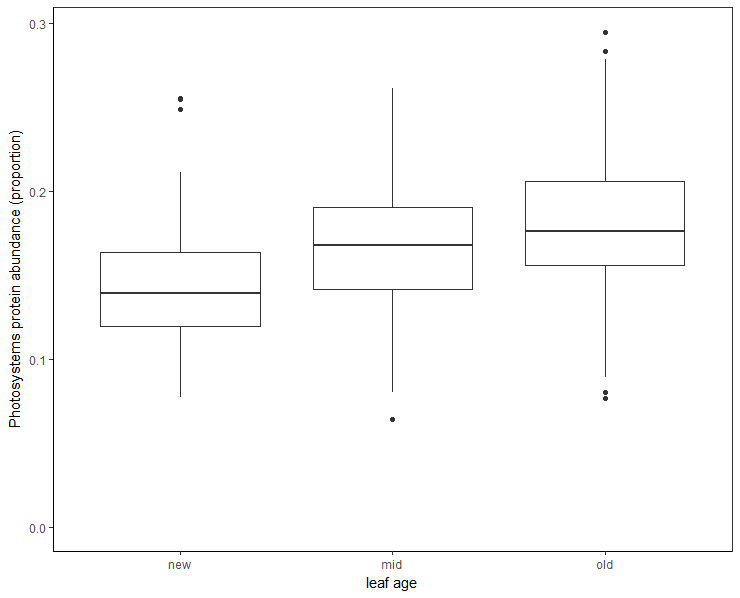 0.3
0.2
0.1
0.0
Photosystems protein abundance (proportion)
new mid old
leaf age